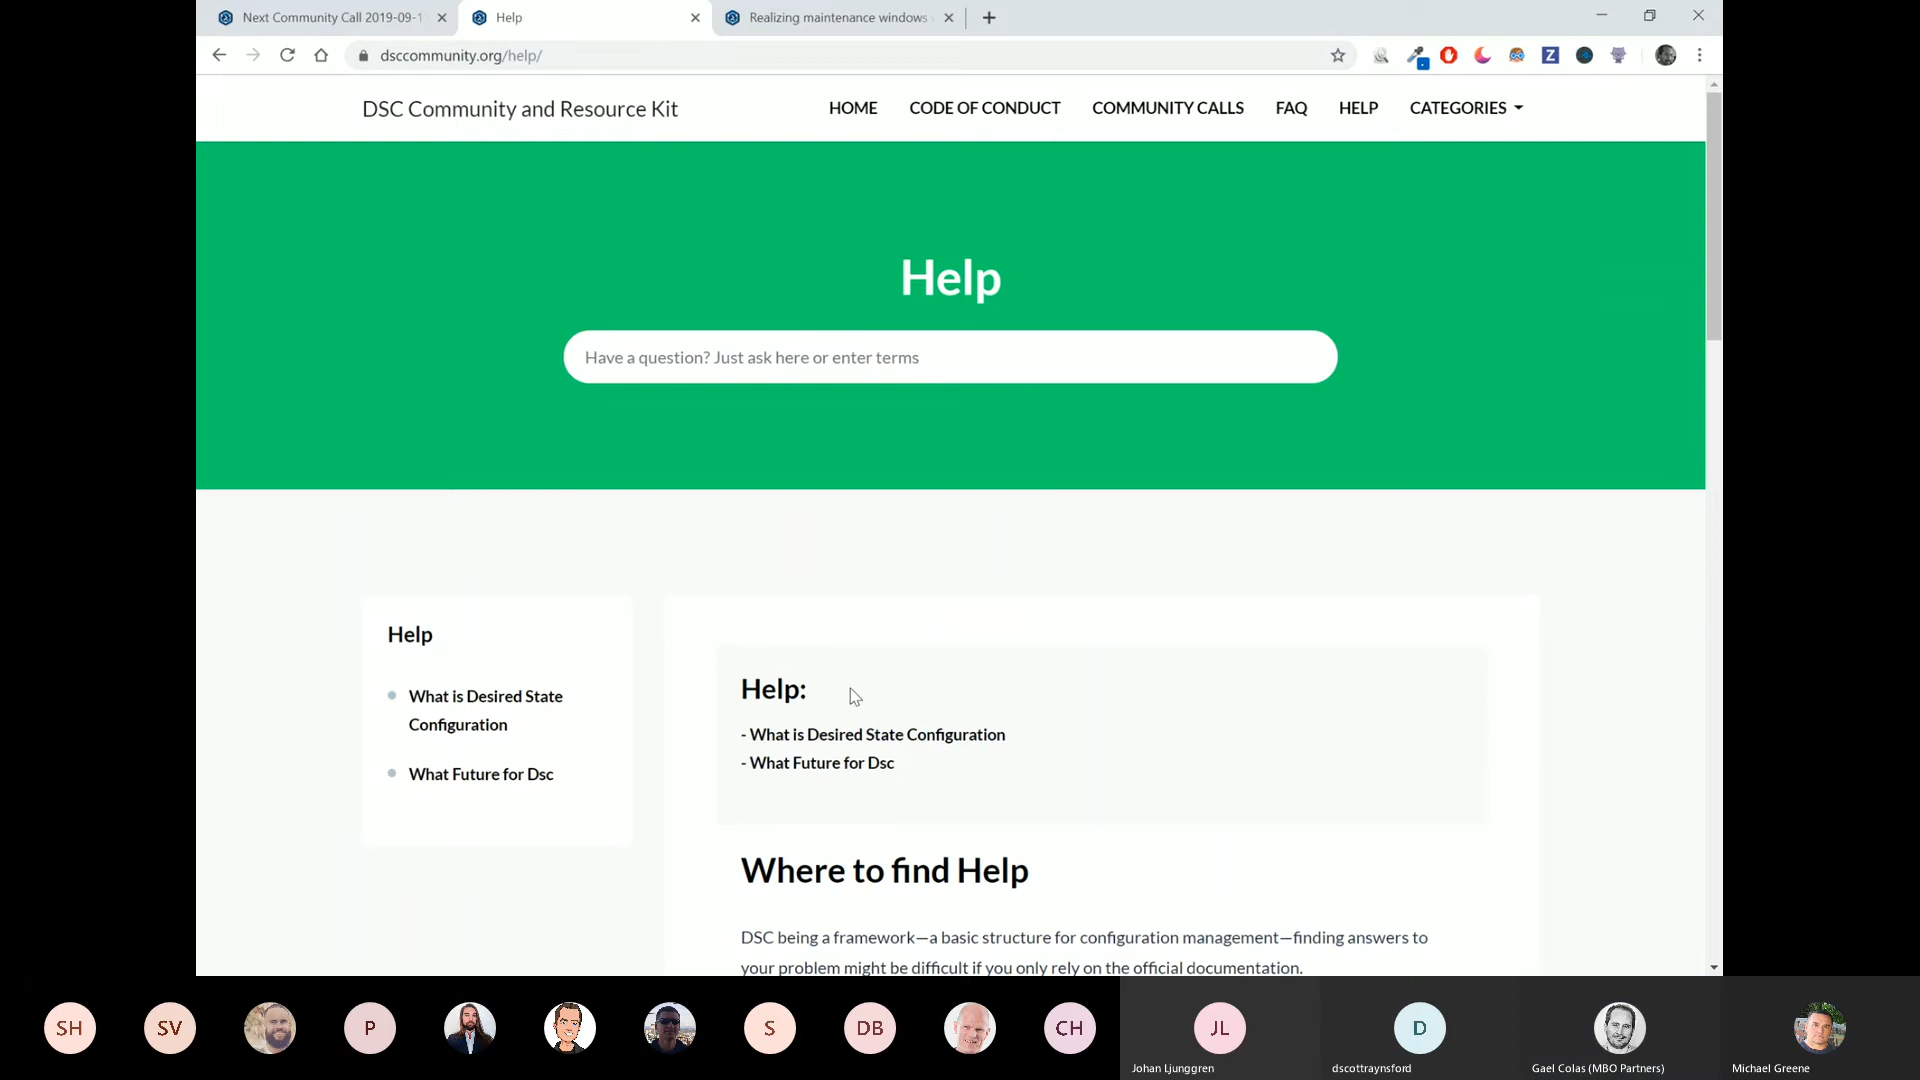 Next Community Call 2019-09-1
Help
Realizing maintenance windows
dsccommunity.org/help/
DSC Community and Resource Kit
HOME
CODE OF CONDUCT
COMMUNITY CALLS
FAQ
HELP
CATEGORIES
Help
Have a question? Just ask here or enter terms
Help
What is Desired State
Configuration
What Future for Dsc
Help:
- What is Desired State Configuration
- What Future for Dsc
Where to find Help
DSC being a framework—a basic structure for configuration management—finding answers to
your problem might be difficult if you only rely on the official documentation.
SH
SV
P
S
DB
CH
JL
D
Johan Ljunggren
dscottraynsford
Gael Colas (MBO Partners)
Michael Greene